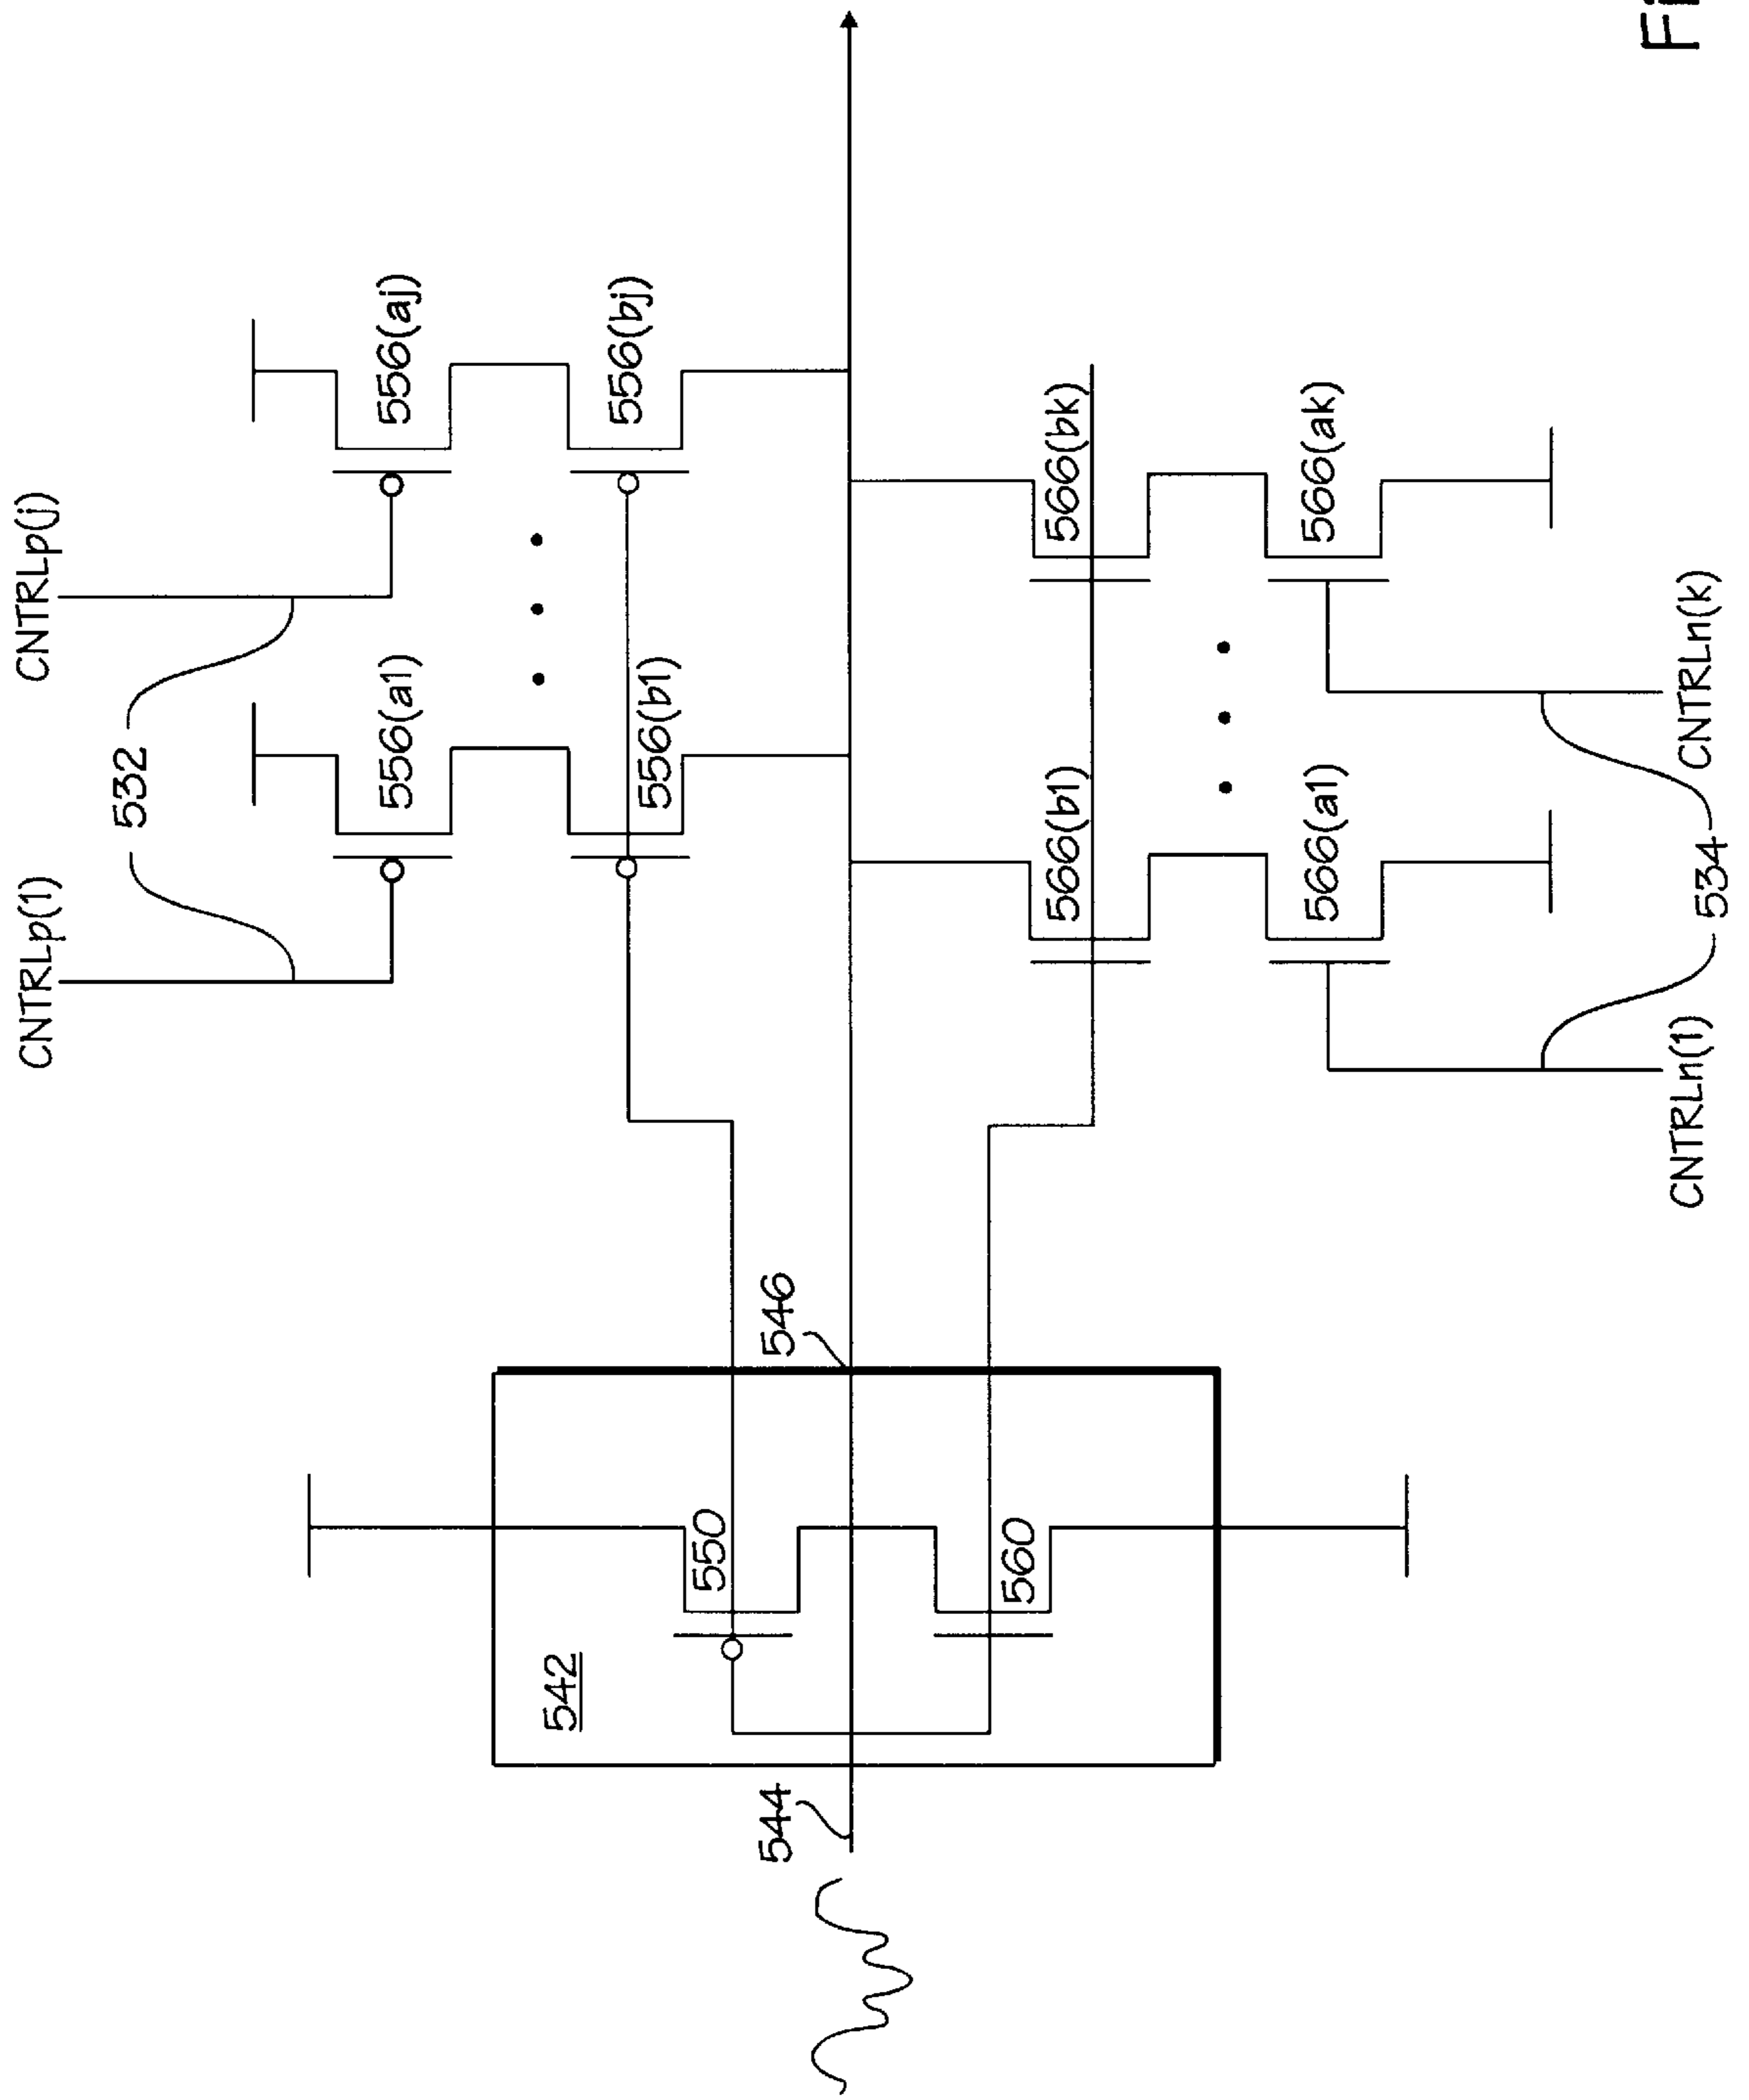 CNTRLp(1)
CNTRLp(j)
532
556(a1)
556(aj)
556(b1)
556(bj)
542
550
544
546
560
566(b1)
566(bk)
566(a1)
566(ak)
CNTRLn(1)
534
CNTRLn(k)
Fi